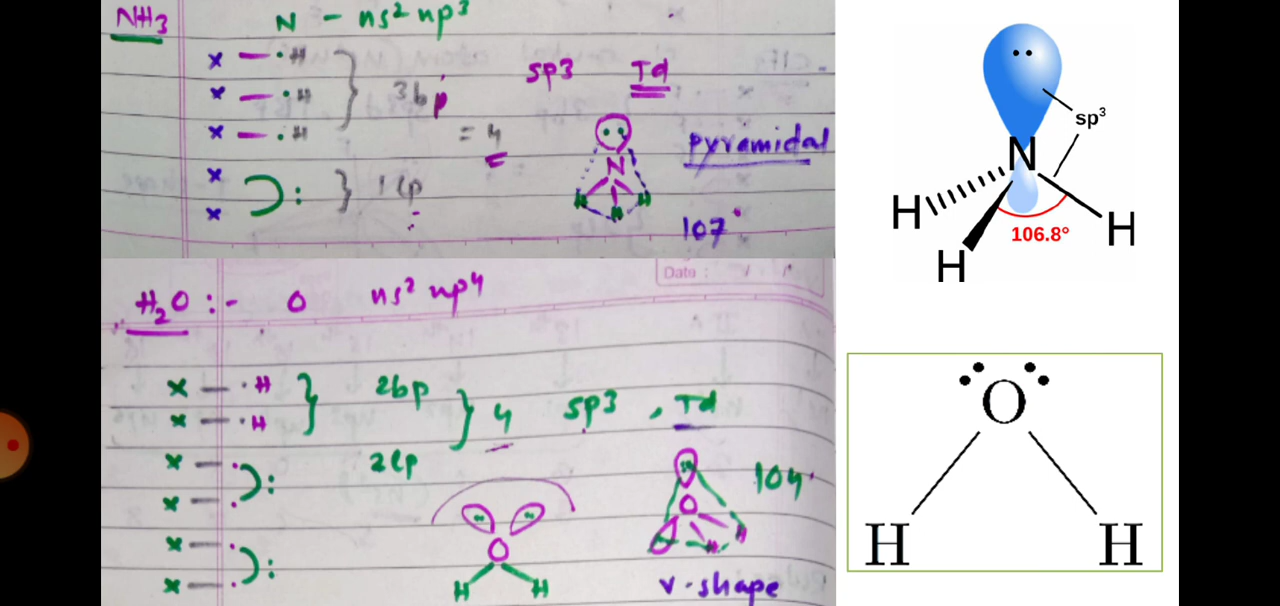 NH3 N - ns² np³
x — • H
x — • H
x — • H
3bp
x
x
:
1lp
= 4
sp3 Td
N
H H H
pyramidal
107°
sp³
N
H
H
H
106.8°
Date :
H2O :- O ns² np⁴
x — • H
x — • H
2bp
x — •
x — •
:
x — •
x — •
:
2lp
4 sp3 , Td
O
H H
O
H H
104°
V-shape
O
H H